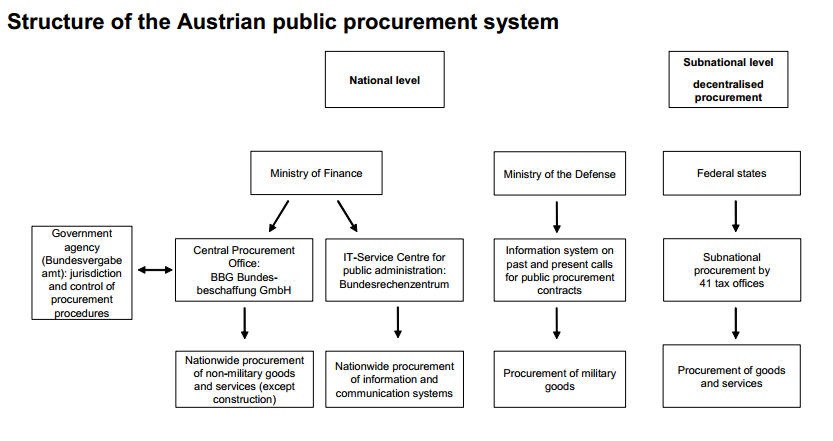 Structure of the Austrian public procurement system
National level
Subnational level
decentralised
procurement
Ministry of Finance
Ministry of the Defense
Federal states
Government
agency
(Bundesvergabe
amt): jurisdiction
and control of
procurement
procedures
Central Procurement
Office:
BBG Bundes-
beschaffung GmbH
IT-Service Centre for
public administration:
Bundesrechenzentrum
Information system on
past and present calls
for public procurement
contracts
Subnational
procurement by
41 tax offices
Nationwide procurement
of non-military goods
and services (except
construction)
Nationwide procurement
of information and
communication systems
Procurement of military
goods
Procurement of goods
and services